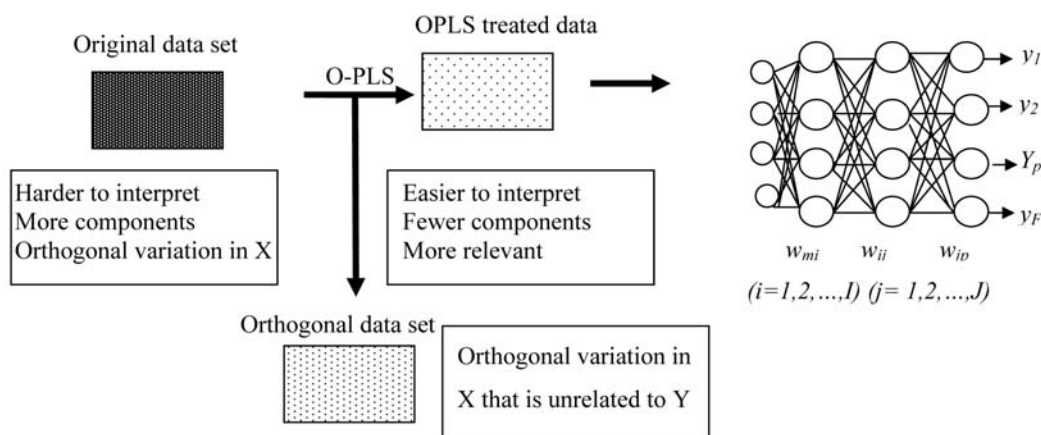 Original data set
O-PLS
OPLS treated data
Harder to interpret
More components
Orthogonal variation in X
Easier to interpret
Fewer components
More relevant
Orthogonal data set
Orthogonal variation in
X that is unrelated to Y
y1
y2
Yp
yF
wmi wij wjp
(i=1,2,...,I) (j= 1,2,...,J)